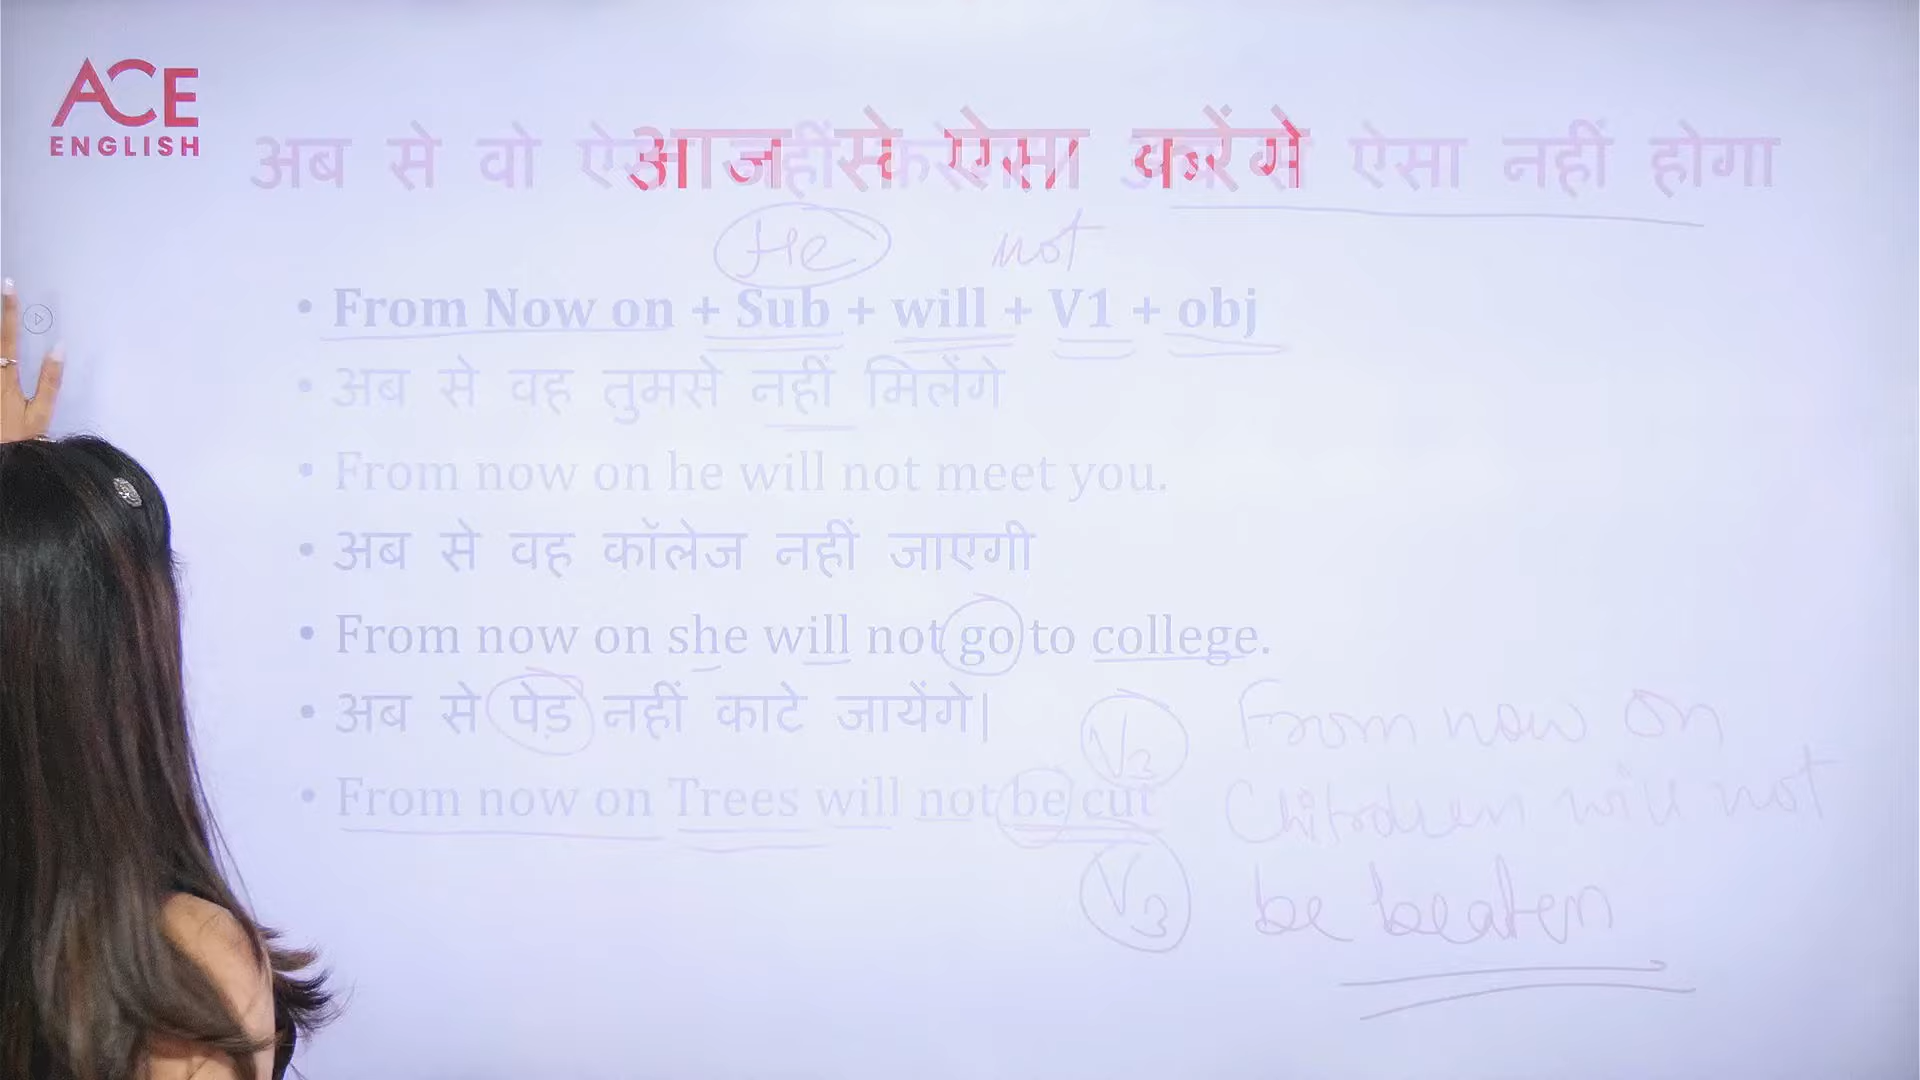 ACE
ENGLISH
अब से वो ऐसा नहीं करेगा ऐसा नहीं होगा
आज से ऐसा करेंगे
He not
• From Now on + Sub + will + V1 + obj
• अब से वह तुमसे नहीं मिलेंगे
• From now on he will not meet you.
• अब से वह कॉलेज नहीं जाएगी
• From now on she will not go to college.
• अब से पेड़ नहीं काटे जायेंगे|
• From now on Trees will not be cut
V3
From now on
Children will not
be beaten
V3